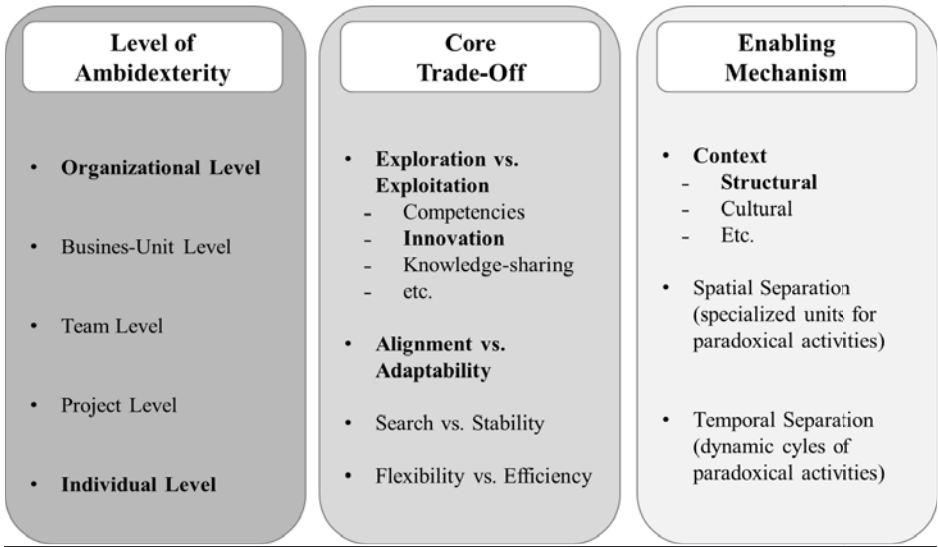 Level of
Ambidexterity
• Organizational Level
• Busines-Unit Level
• Team Level
• Project Level
• Individual Level
Core
Trade-Off
• Exploration vs.
Exploitation
- Competencies
- Innovation
- Knowledge-sharing
- etc.
• Alignment vs.
Adaptability
• Search vs. Stability
• Flexibility vs. Efficiency
Enabling
Mechanism
• Context
- Structural
- Cultural
- Etc.
• Spatial Separation
(specialized units for
paradoxical activities)
• Temporal Separation
(dynamic cyles of
paradoxical activities)